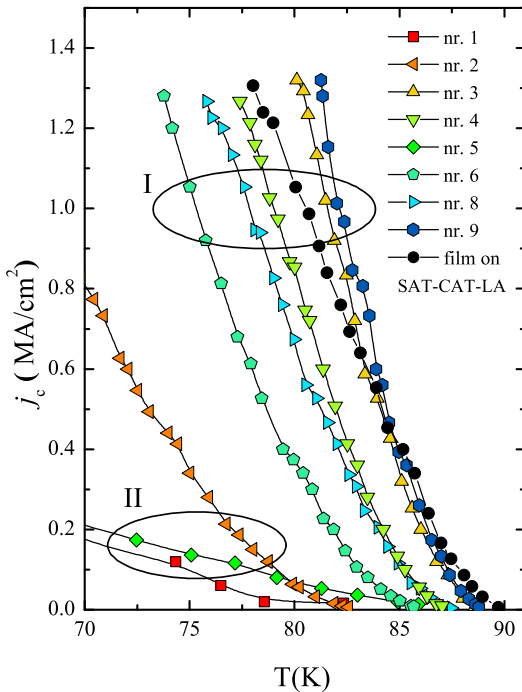 1.4
1.2
1.0
0.8
0.6
0.4
0.2
0.0
j_c ( MA/cm²)
I
II
nr. 1
nr. 2
nr. 3
nr. 4
nr. 5
nr. 6
nr. 8
nr. 9
film on
SAT-CAT-LA
70
75
80
85
90
T(K)